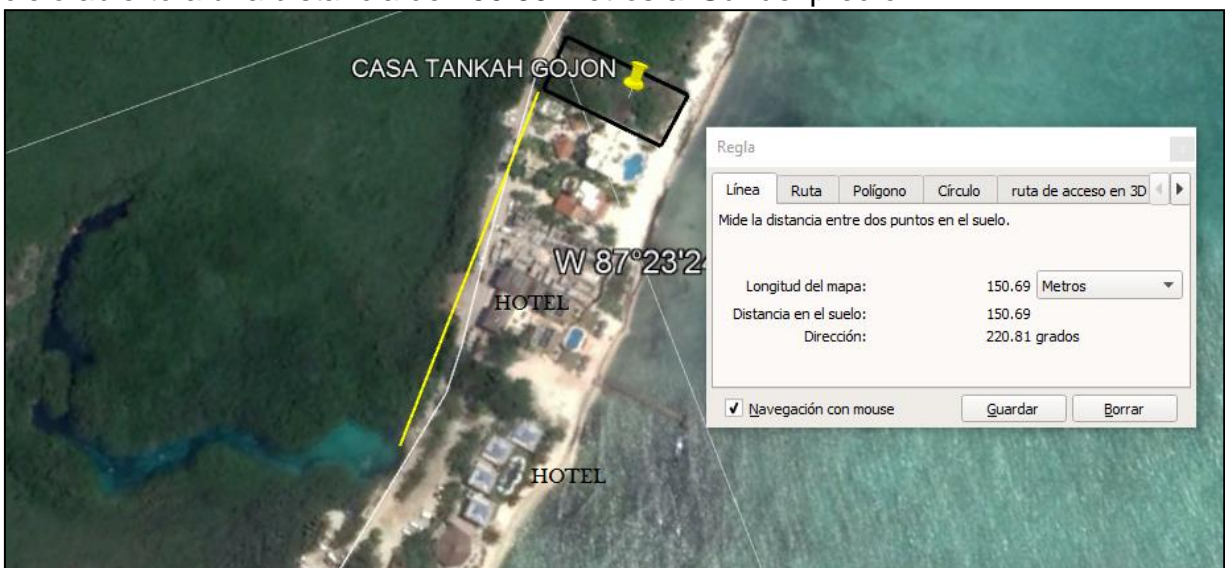 CASA TANKAH GOJON
W 87°23'2
HOTEL
HOTEL
Regla
Línea Ruta Polígono Círculo ruta de acceso en 3D
Mide la distancia entre dos puntos en el suelo.
Longitud del mapa: 150.69 Metros
Distancia en el suelo: 150.69
Dirección: 220.81 grados
Navegación con mouse Guardar Borrar